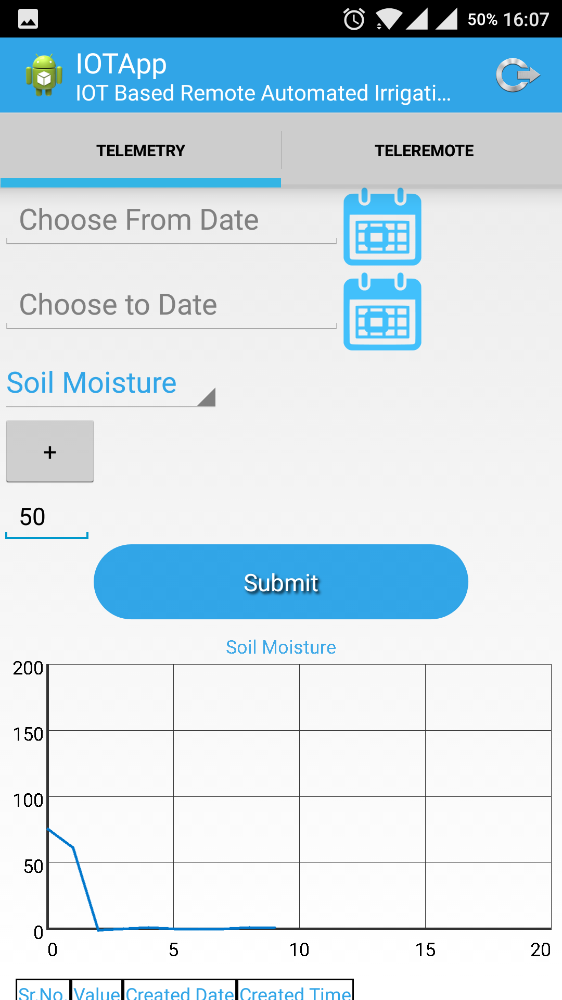 50% 16:07
IOTApp
IOT Based Remote Automated Irrigati...
TELEMETRY TELEREMOTE
Choose From Date
Choose to Date
Soil Moisture
+
50
Submit
Soil Moisture
200
150
100
50
0
0 5 10 15 20
Sr.No. Value Created Date Created Time